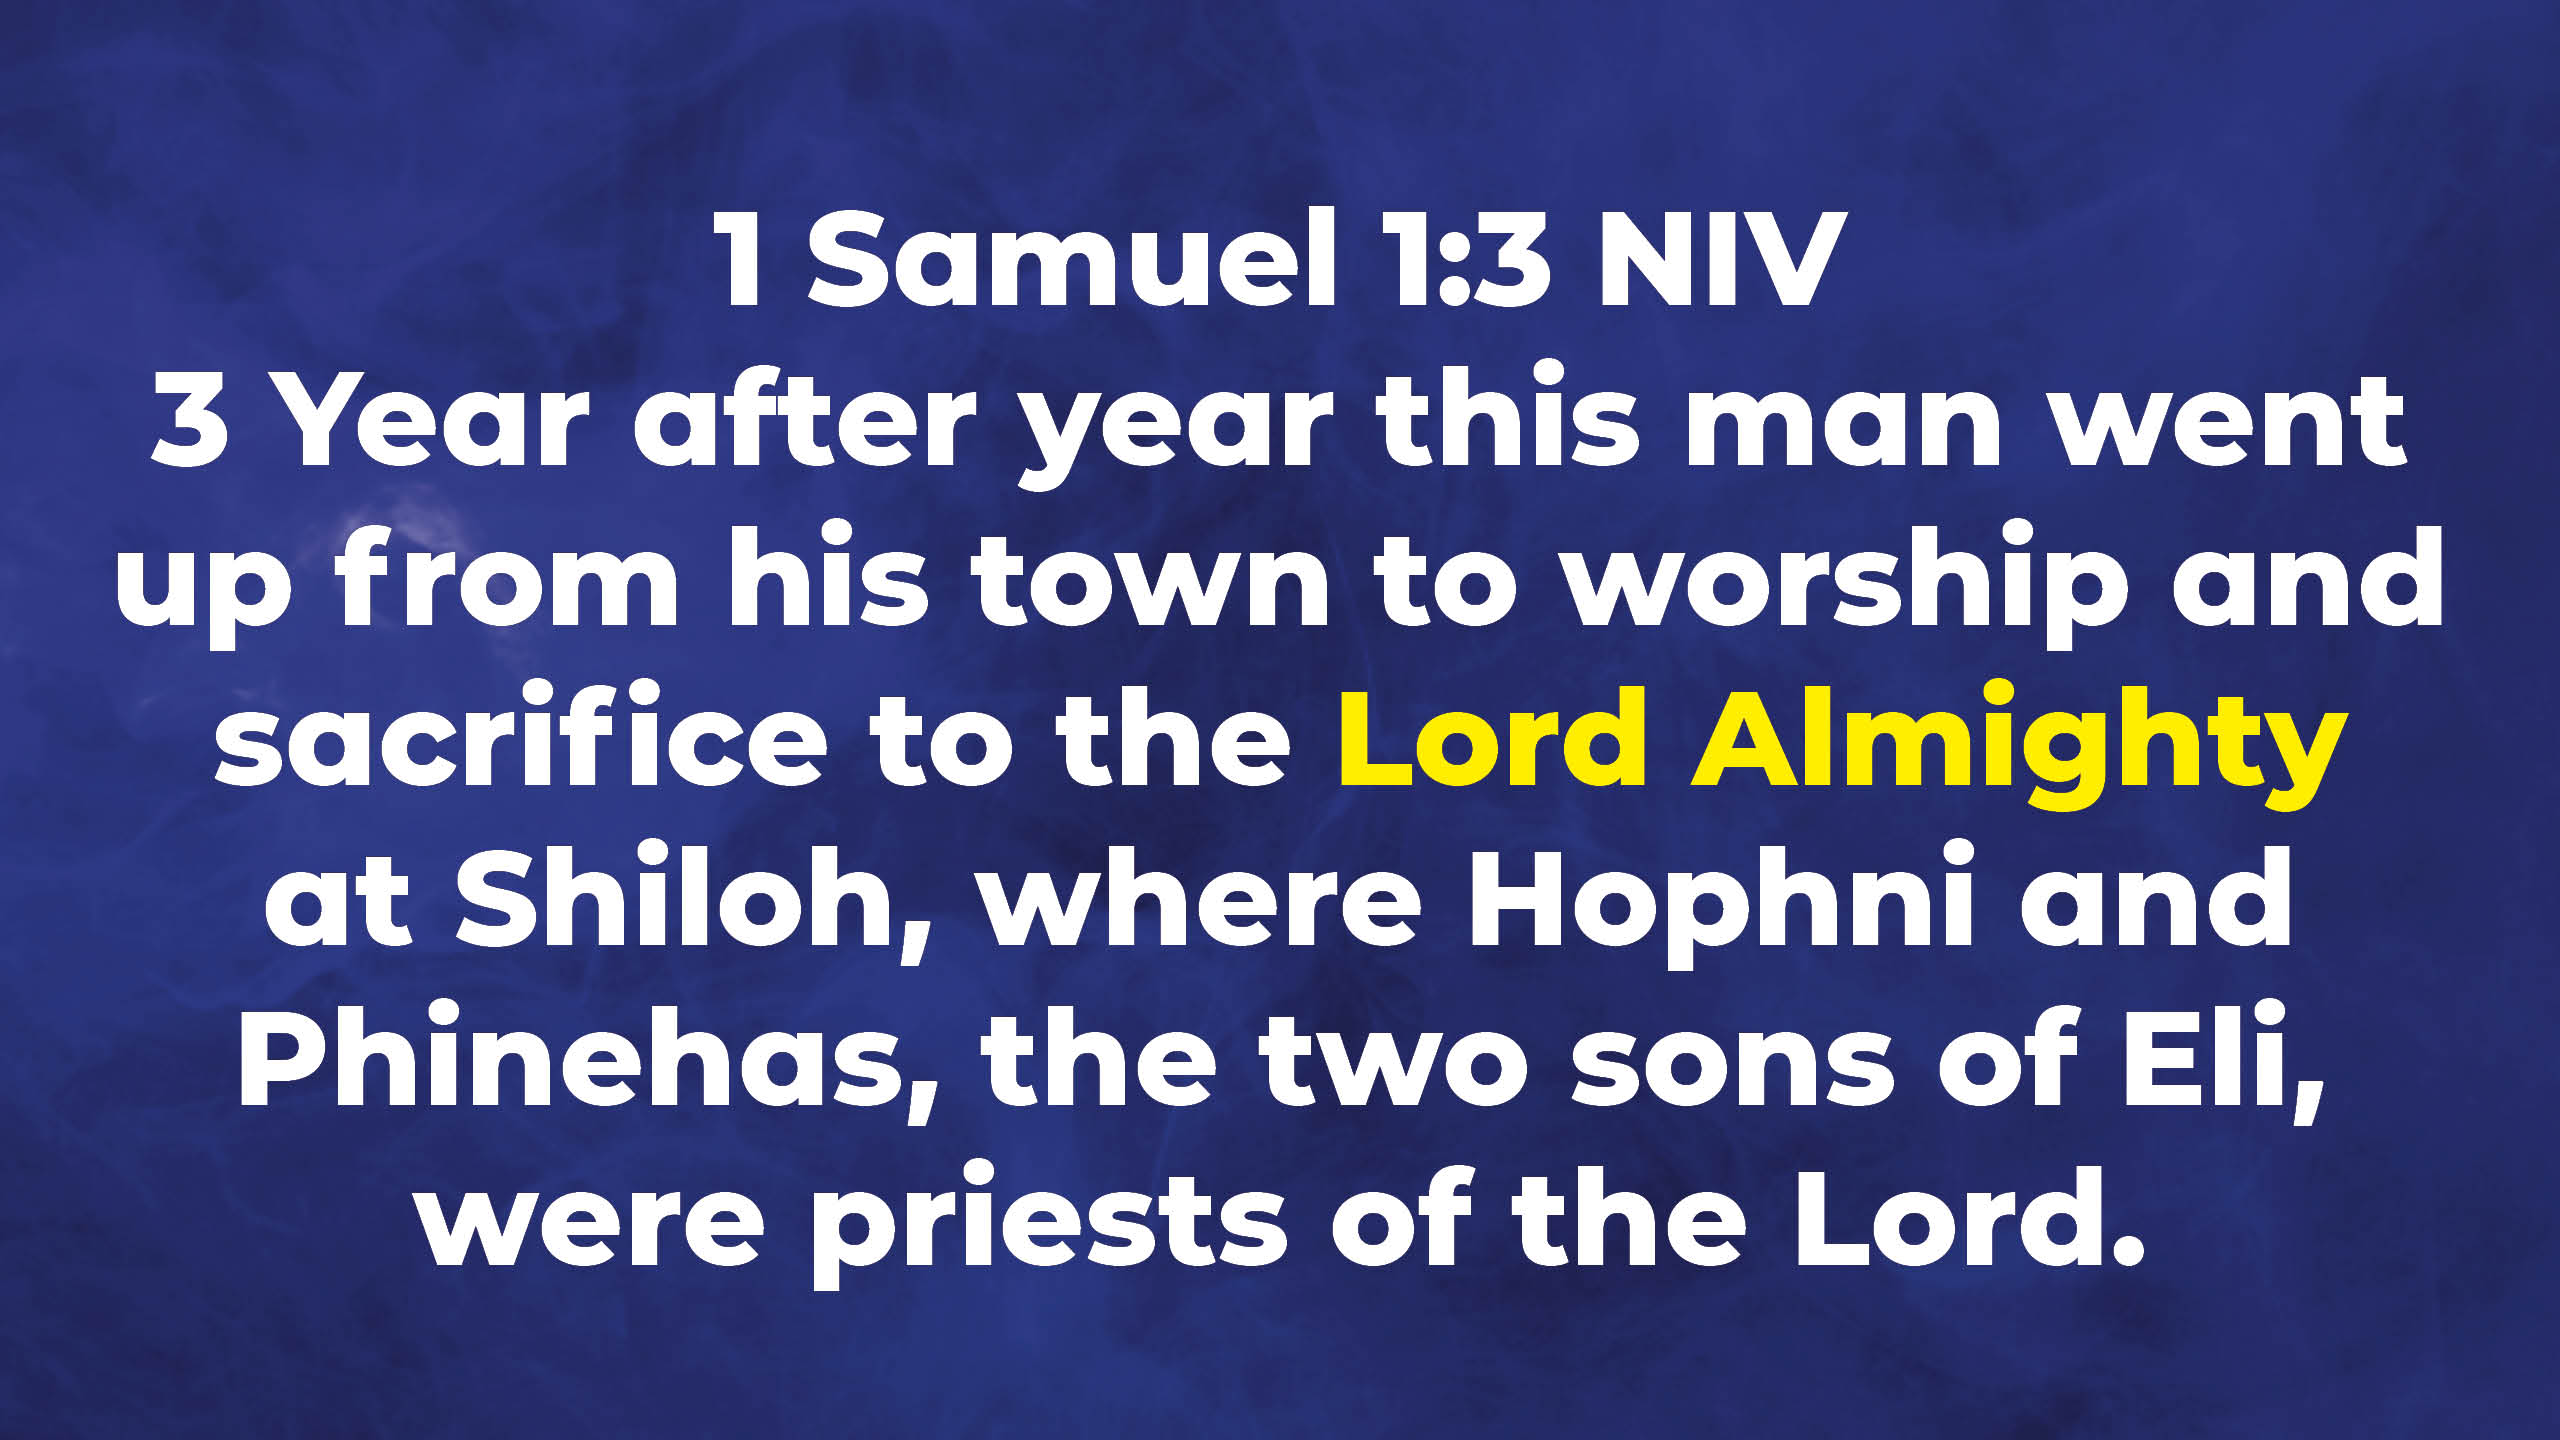 1 Samuel 1:3 NIV
3 Year after year this man went
up from his town to worship and
sacrifice to the Lord Almighty
at Shiloh, where Hophni and
Phinehas, the two sons of Eli,
were priests of the Lord.